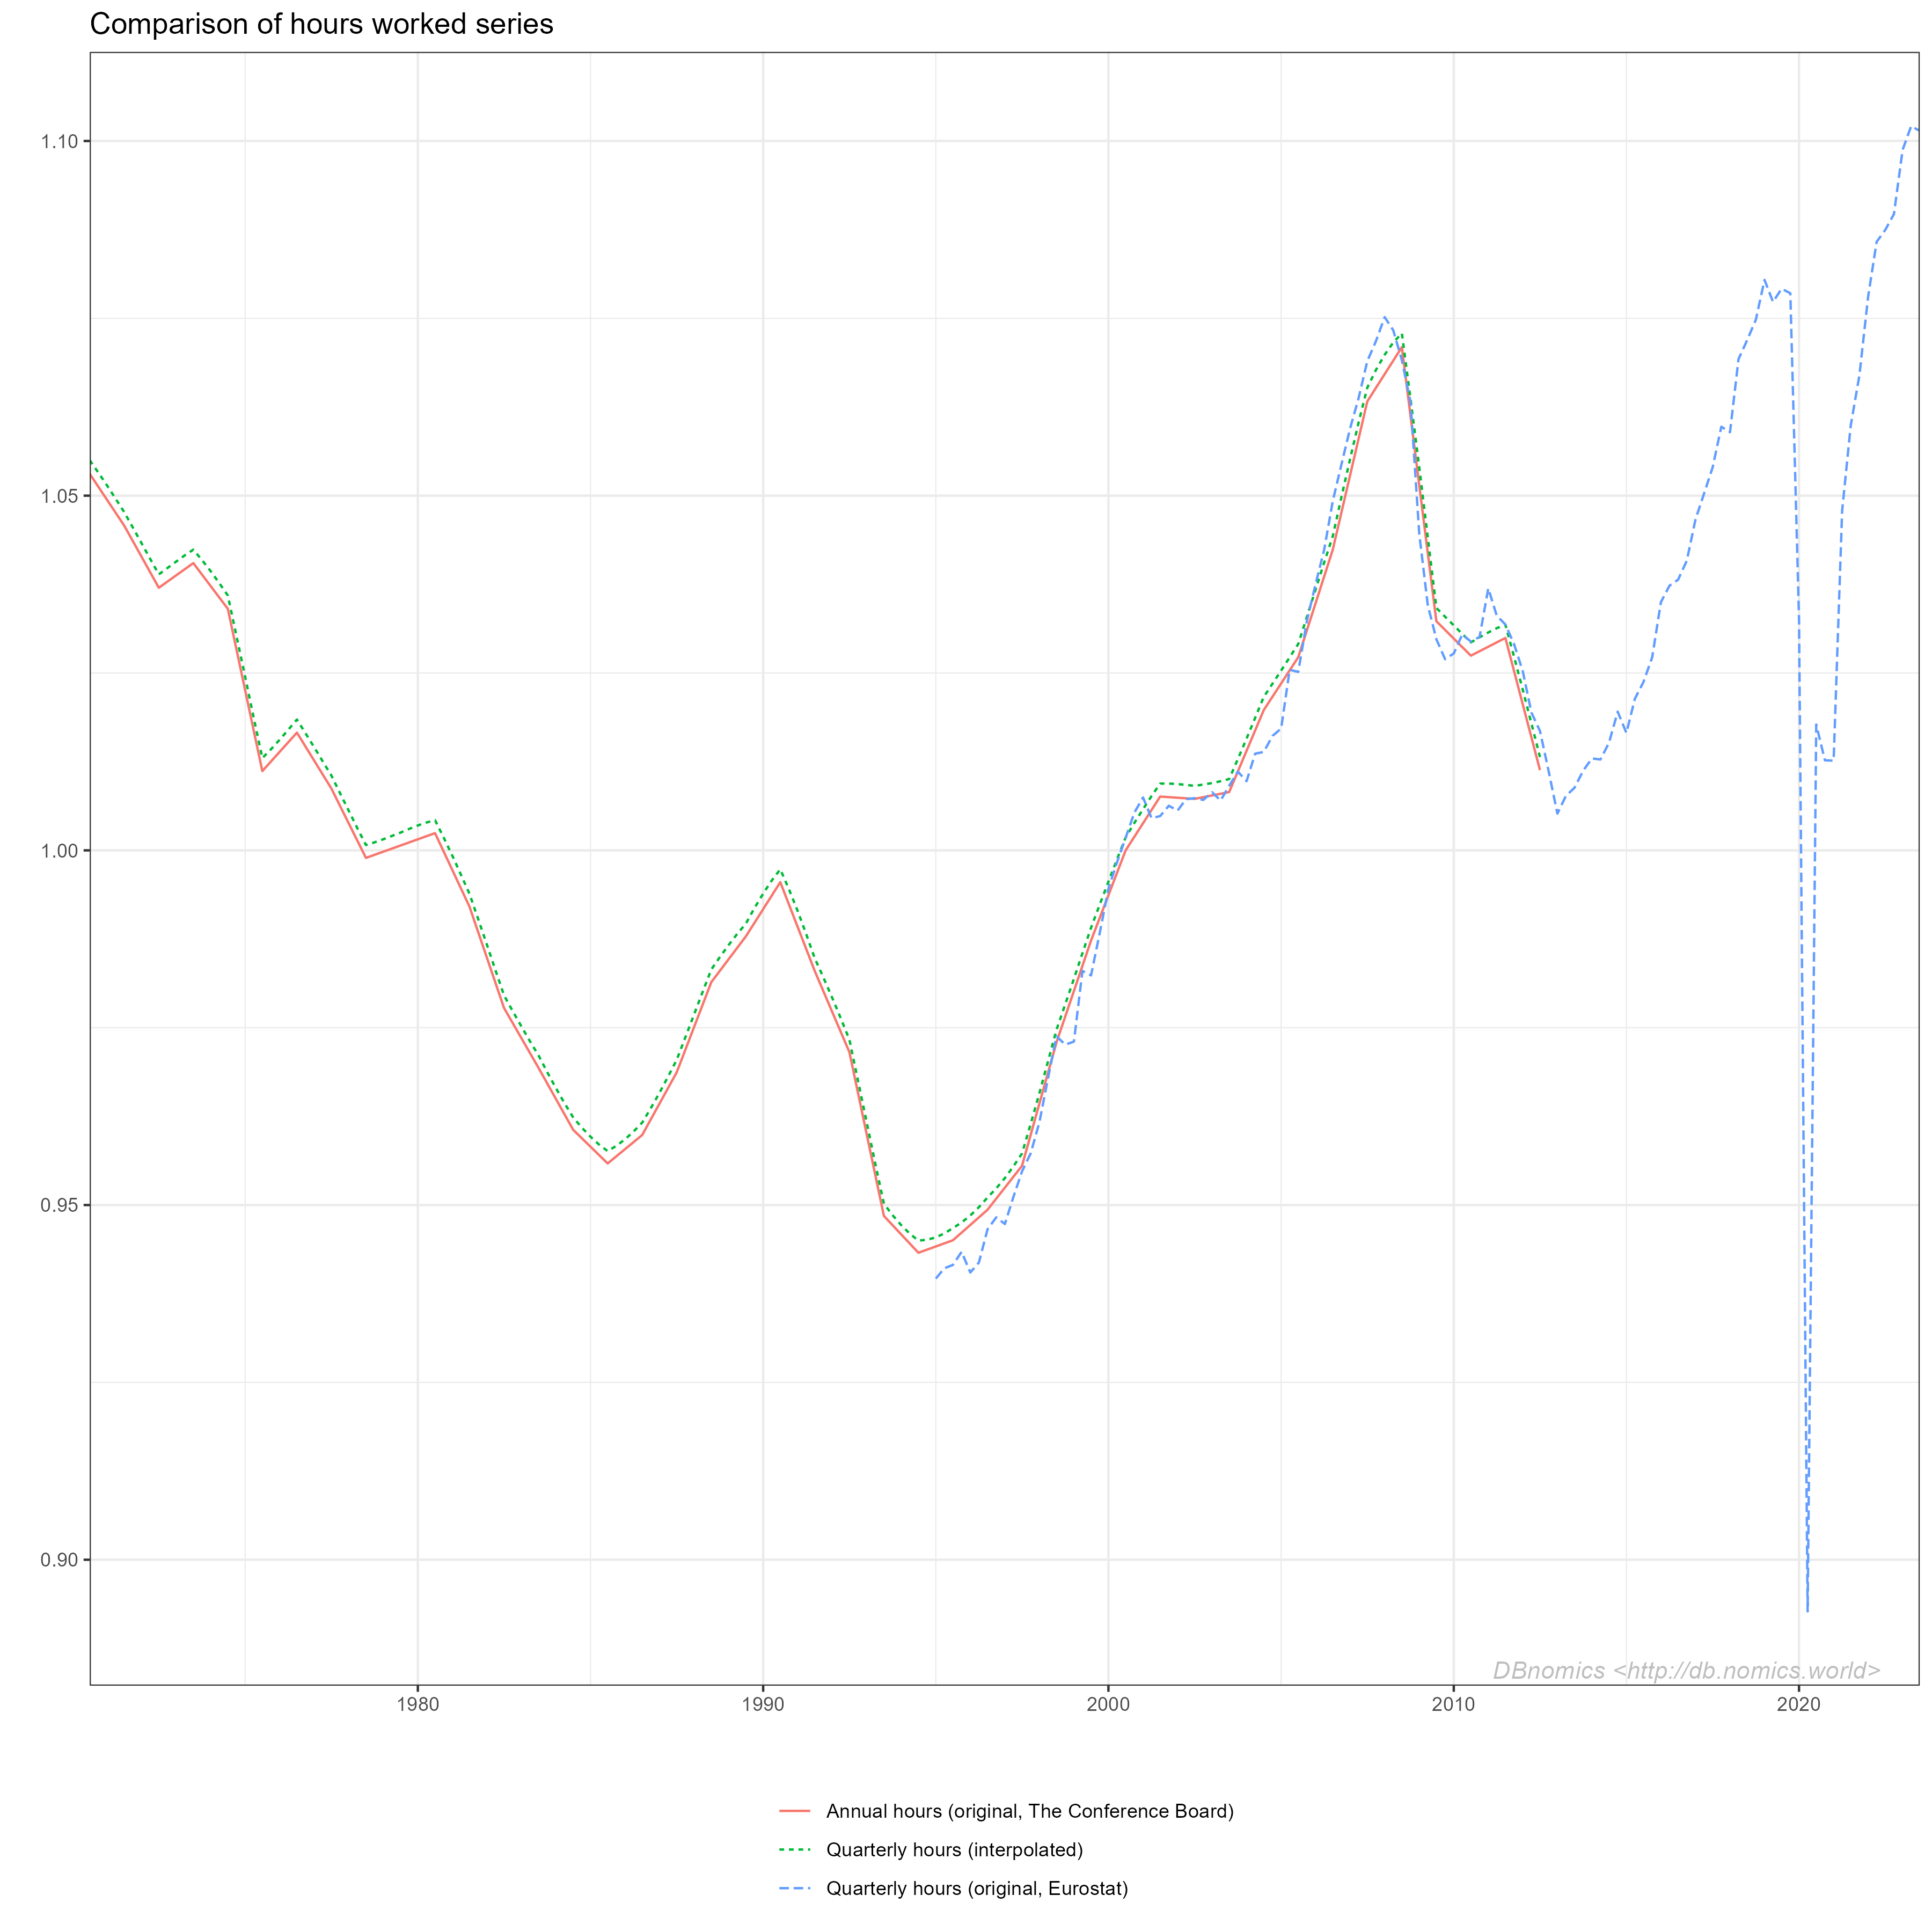 Comparison of hours worked series
1.10
1.05
1.00
0.95
0.90
DBnomics <http://db.nomics.world>
1980 1990 2000 2010 2020
Annual hours (original, The Conference Board)
Quarterly hours (interpolated)
Quarterly hours (original, Eurostat)